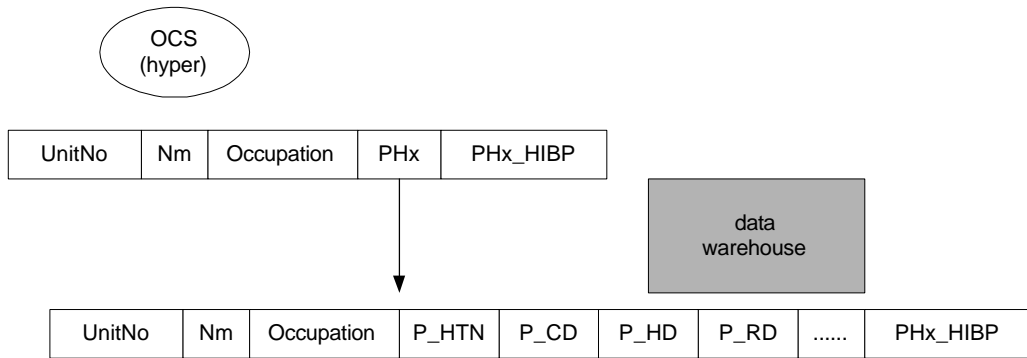 OCS
(hyper)
UnitNo Nm Occupation PHx PHx_HIBP
data
warehouse
UnitNo Nm Occupation P_HTN P_CD P_HD P_RD ...... PHx_HIBP